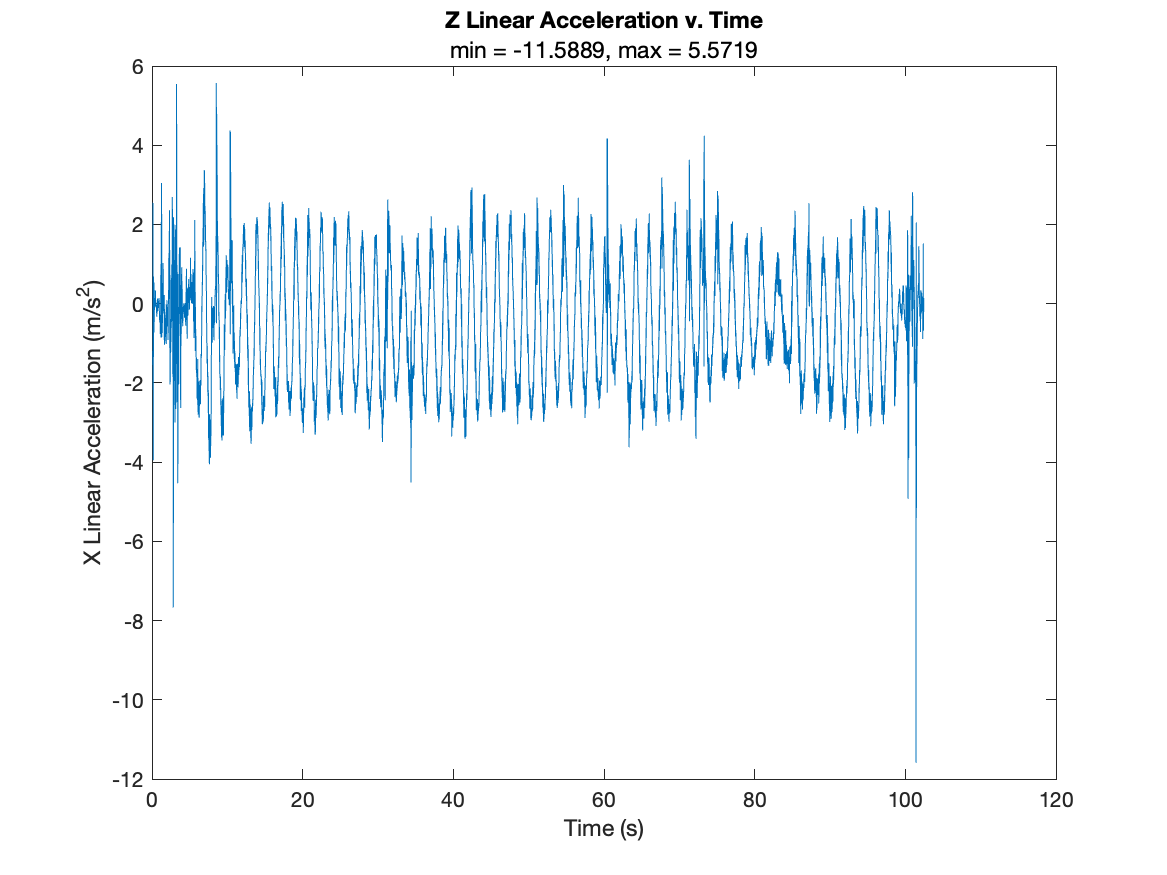 Z Linear Acceleration v. Time
min = -11.5889, max = 5.5719
6
4
2
0
-2
-4
-6
-8
-10
-12
X Linear Acceleration (m/s²)
0 20 40 60 80 100 120
Time (s)